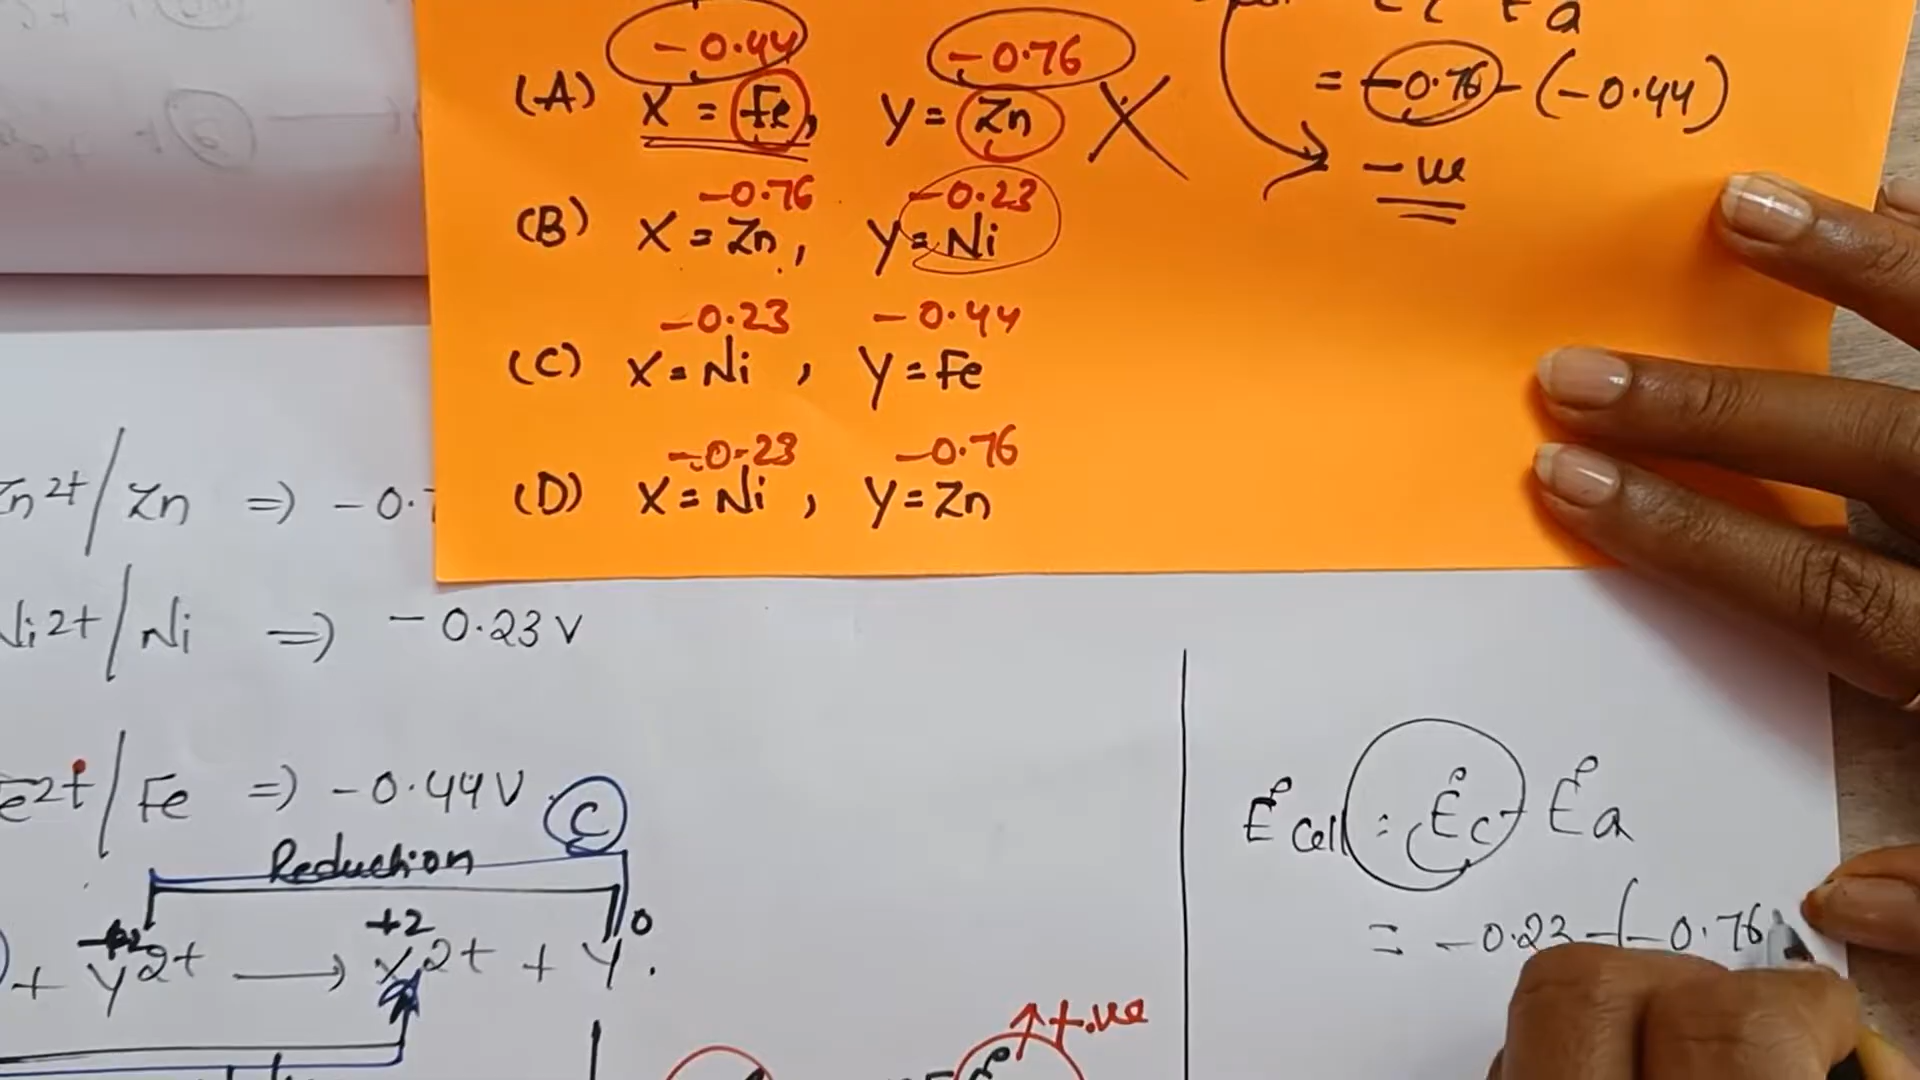 -0.44 -0.76
(A) X = Fe, Y = Zn X
= -0.76 - (-0.44)
-ve
-0.76 -0.23
(B) X = Zn, Y = Ni
-0.23 -0.44
(C) X = Ni , Y = Fe
-0.23 -0.76
(D) X = Ni , Y = Zn
Zn2+/Zn => -0.7
Ni2+/Ni => -0.23 V
Fe2+/Fe => -0.44 V
C
Reduction
+2 +2 0
+ Y2+ → X2+ + Y.
E°cell = E°c - E°a
= -0.23 - (-0.76
↑ +.ve